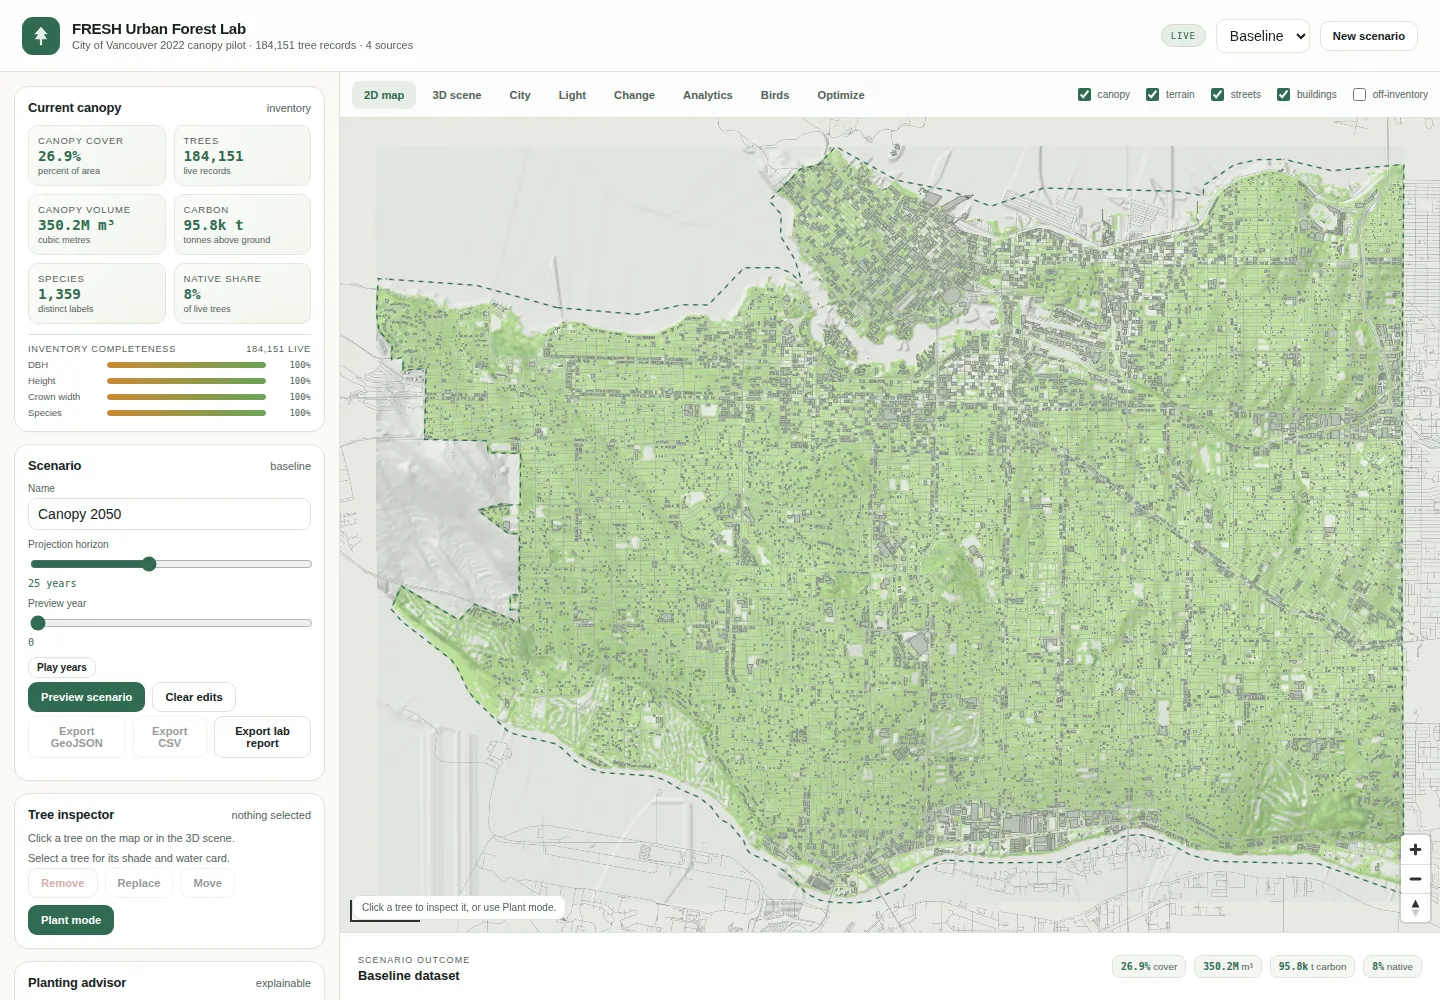 FRESH Urban Forest Lab
City of Vancouver 2022 canopy pilot · 184,151 tree records · 4 sources
LIVE
Baseline
New scenario
Current canopy
inventory
CANOPY COVER
26.9%
percent of area
TREES
184,151
live records
CANOPY VOLUME
350.2M m³
cubic metres
CARBON
95.8k t
tonnes above ground
SPECIES
1,359
distinct labels
NATIVE SHARE
8%
of live trees
INVENTORY COMPLETENESS
184,151 LIVE
DBH 100%
Height 100%
Crown width 100%
Species 100%
Scenario
baseline
Name
Canopy 2050
Projection horizon
25 years
Preview year
0
Play years
Preview scenario
Clear edits
Export GeoJSON
Export CSV
Export lab report
Tree inspector
nothing selected
Click a tree on the map or in the 3D scene.
Select a tree for its shade and water card.
Remove
Replace
Move
Plant mode
Planting advisor
explainable
2D map
3D scene
City
Light
Change
Analytics
Birds
Optimize
canopy
terrain
streets
buildings
off-inventory
Click a tree to inspect it, or use Plant mode.
SCENARIO OUTCOME
Baseline dataset
26.9% cover
350.2M m³
95.8k t carbon
8% native